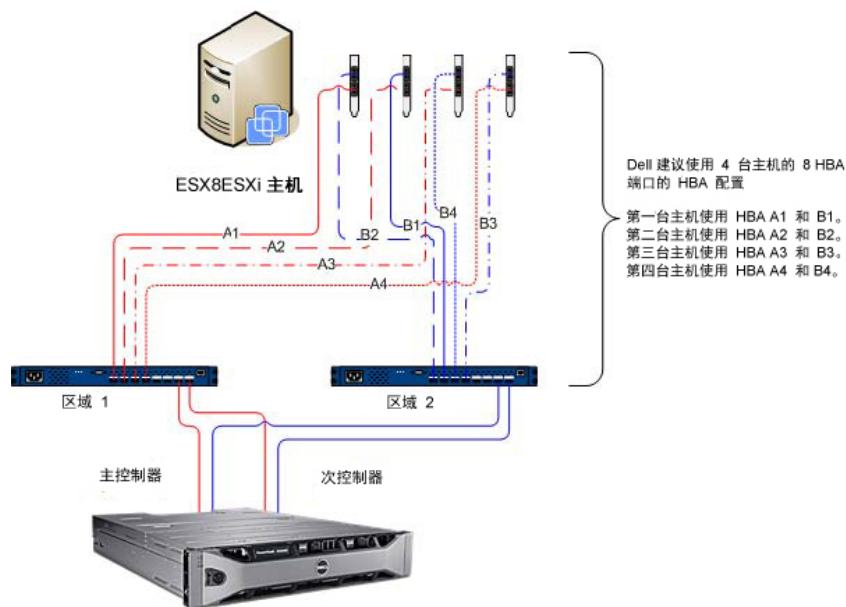 Dell 建议使用 4 台主机的 8 HBA
端口的 HBA 配置
ESX8ESXi 主机
第一台主机使用 HBA A1 和 B1。
第二台主机使用 HBA A2 和 B2。
第三台主机使用 HBA A3 和 B3。
第四台主机使用 HBA A4 和 B4。
B4
A1
B2
B1
B3
A2
A3
A4
区域 1
区域 2
主控制器
次控制器